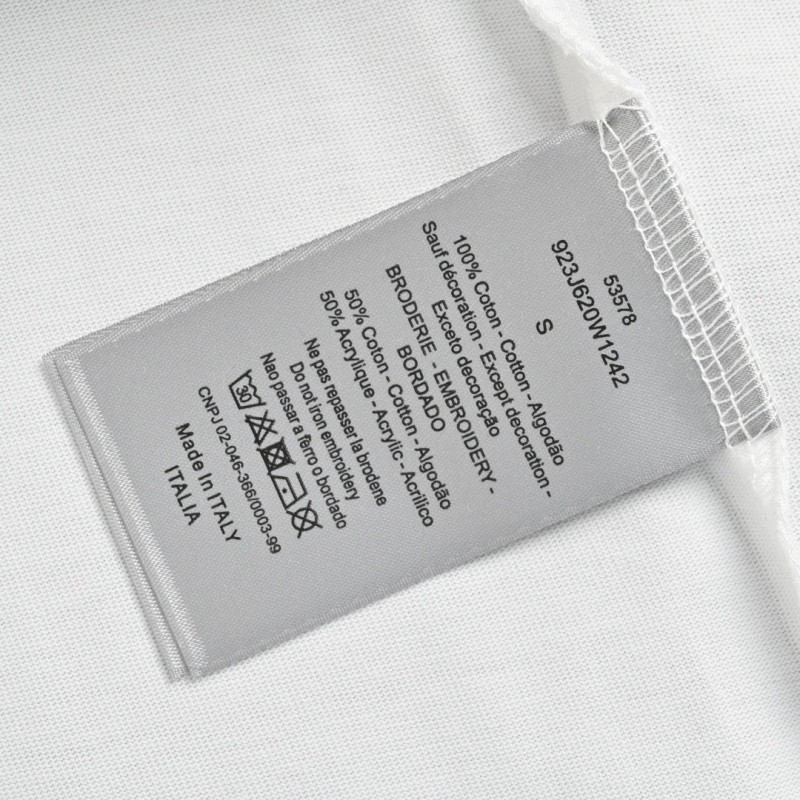 53578
923J620W1242
S
100% Coton - Cotton - Algodão
Sauf décoration - Except decoration -
Exceto decoração
BRODERIE - EMBROIDERY -
BORDADO
50% Coton - Cotton - Algodão
50% Acrylique - Acrylic - Acrilico
Ne pas repasser la brodene
Do not iron embroidery
Nao passar a ferro o bordado
30
CNPJ 02-046-366/0003-99
Made In ITALY
ITALIA